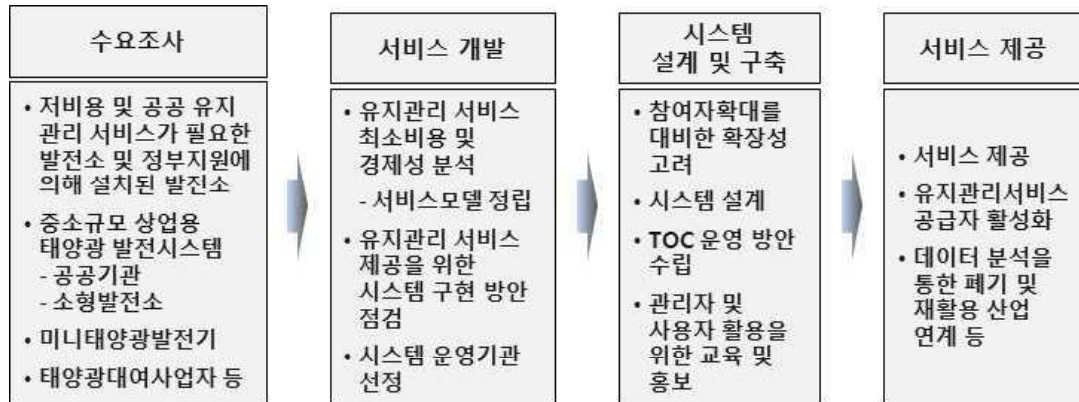 수요조사
• 저비용 및 공공 유지
관리 서비스가 필요한
발전소 및 정부지원에
의해 설치된 발전소
• 중소규모 상업용
태양광 발전시스템
- 공공기관
- 소형발전소
• 미니태양광발전기
• 태양광대여사업자 등
서비스 개발
• 유지관리 서비스
최소비용 및
경제성 분석
- 서비스모델 정립
• 유지관리 서비스
제공을 위한
시스템 구현 방안
점검
• 시스템 운영기관
선정
시스템
설계 및 구축
• 참여자확대를
대비한 확장성
고려
• 시스템 설계
• TOC 운영 방안
수립
• 관리자 및
사용자 활용을
위한 교육 및
홍보
서비스 제공
• 서비스 제공
• 유지관리서비스
공급자 활성화
• 데이터 분석을
통한 폐기 및
재활용 산업
연계 등